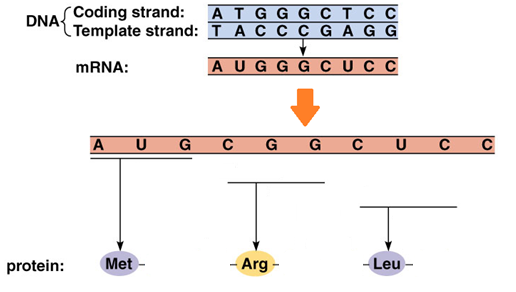 DNA
Coding strand: A T G G G C T C C
Template strand: T A C C C G A G G
mRNA: A U G G G C U C C
A U G C G G C U C C
protein: Met Arg Leu